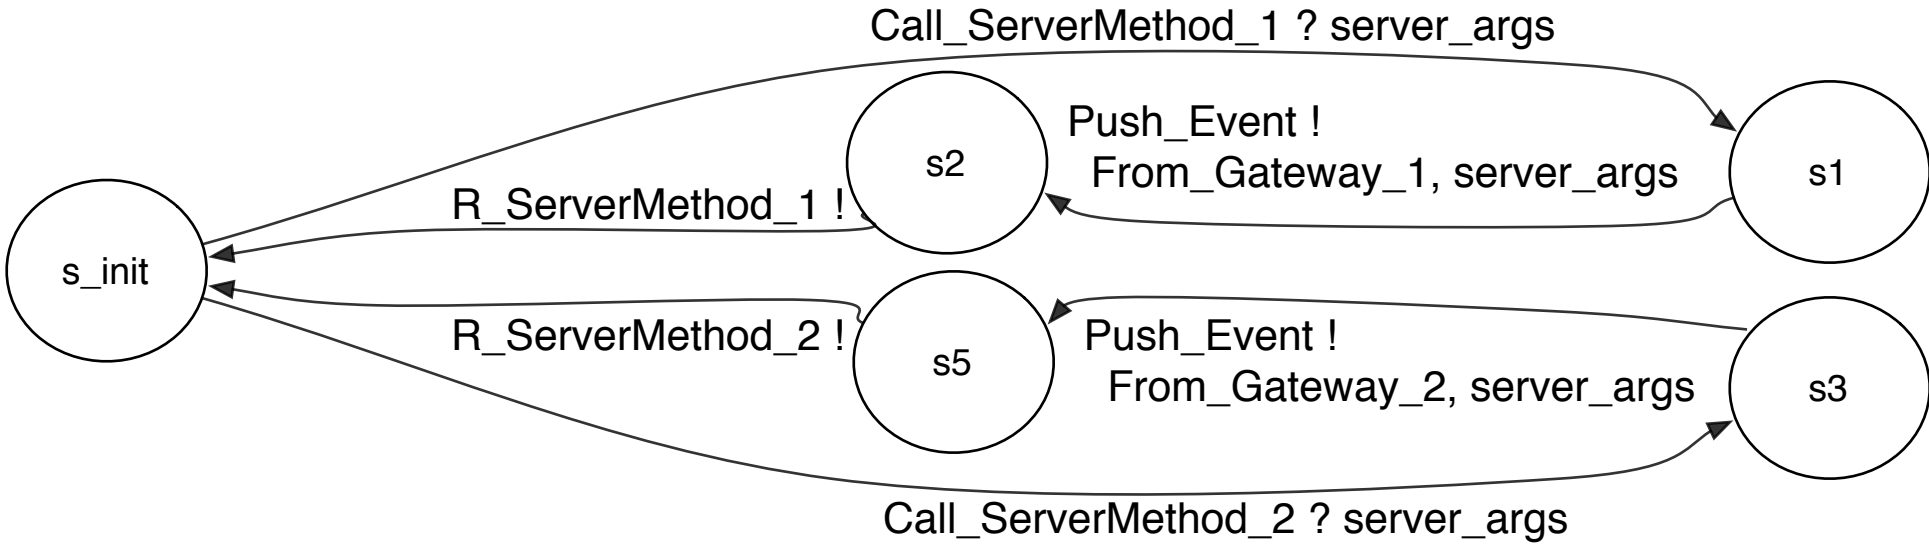 Call_ServerMethod_1 ? server_args
s2
Push_Event !
From_Gateway_1, server_args
s1
R_ServerMethod_1 !
s_init
R_ServerMethod_2 !
s5
Push_Event !
From_Gateway_2, server_args
s3
Call_ServerMethod_2 ? server_args